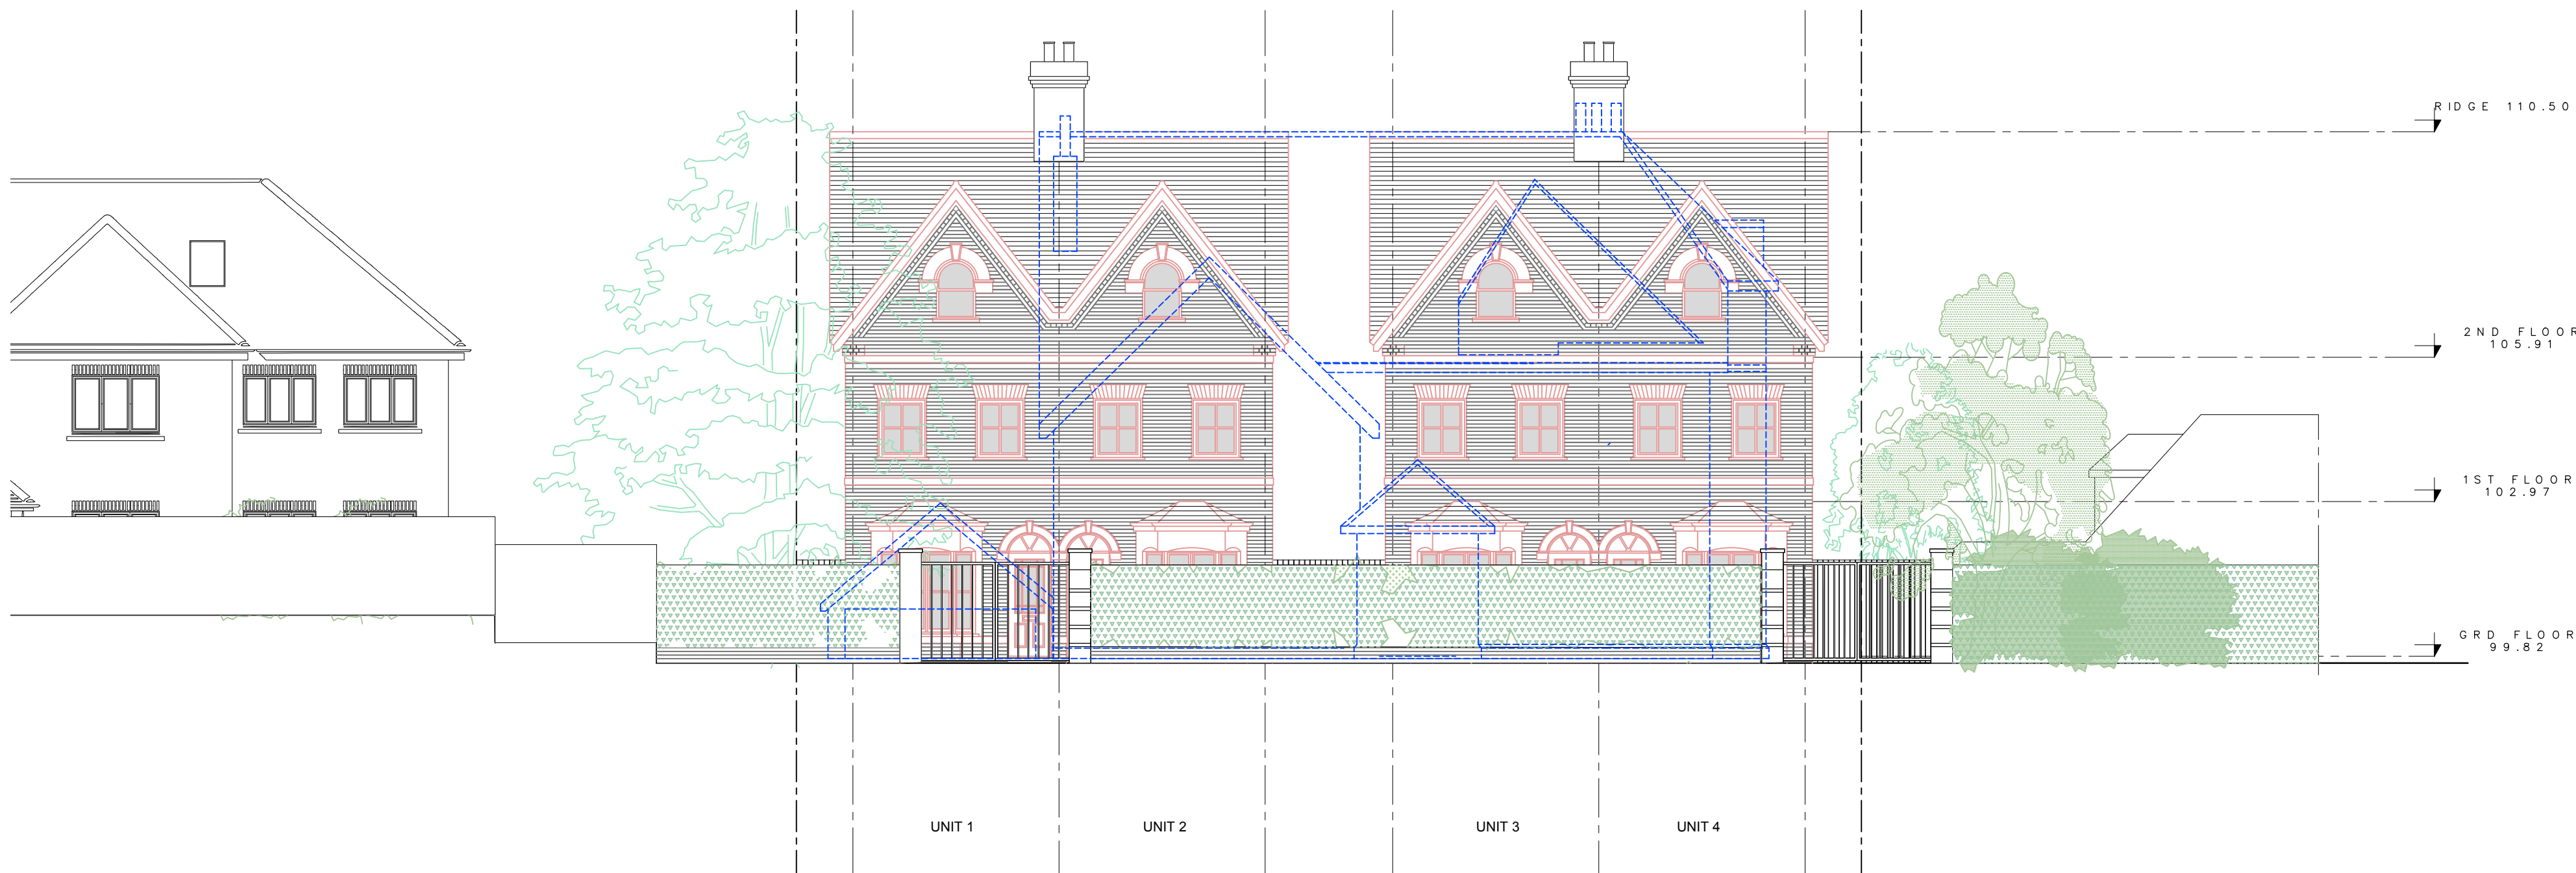 RIDGE 110.50
2ND FLOOR
105.91
1ST FLOOR
102.97
GRD FLOOR
99.82
UNIT 1
UNIT 2
UNIT 3
UNIT 4